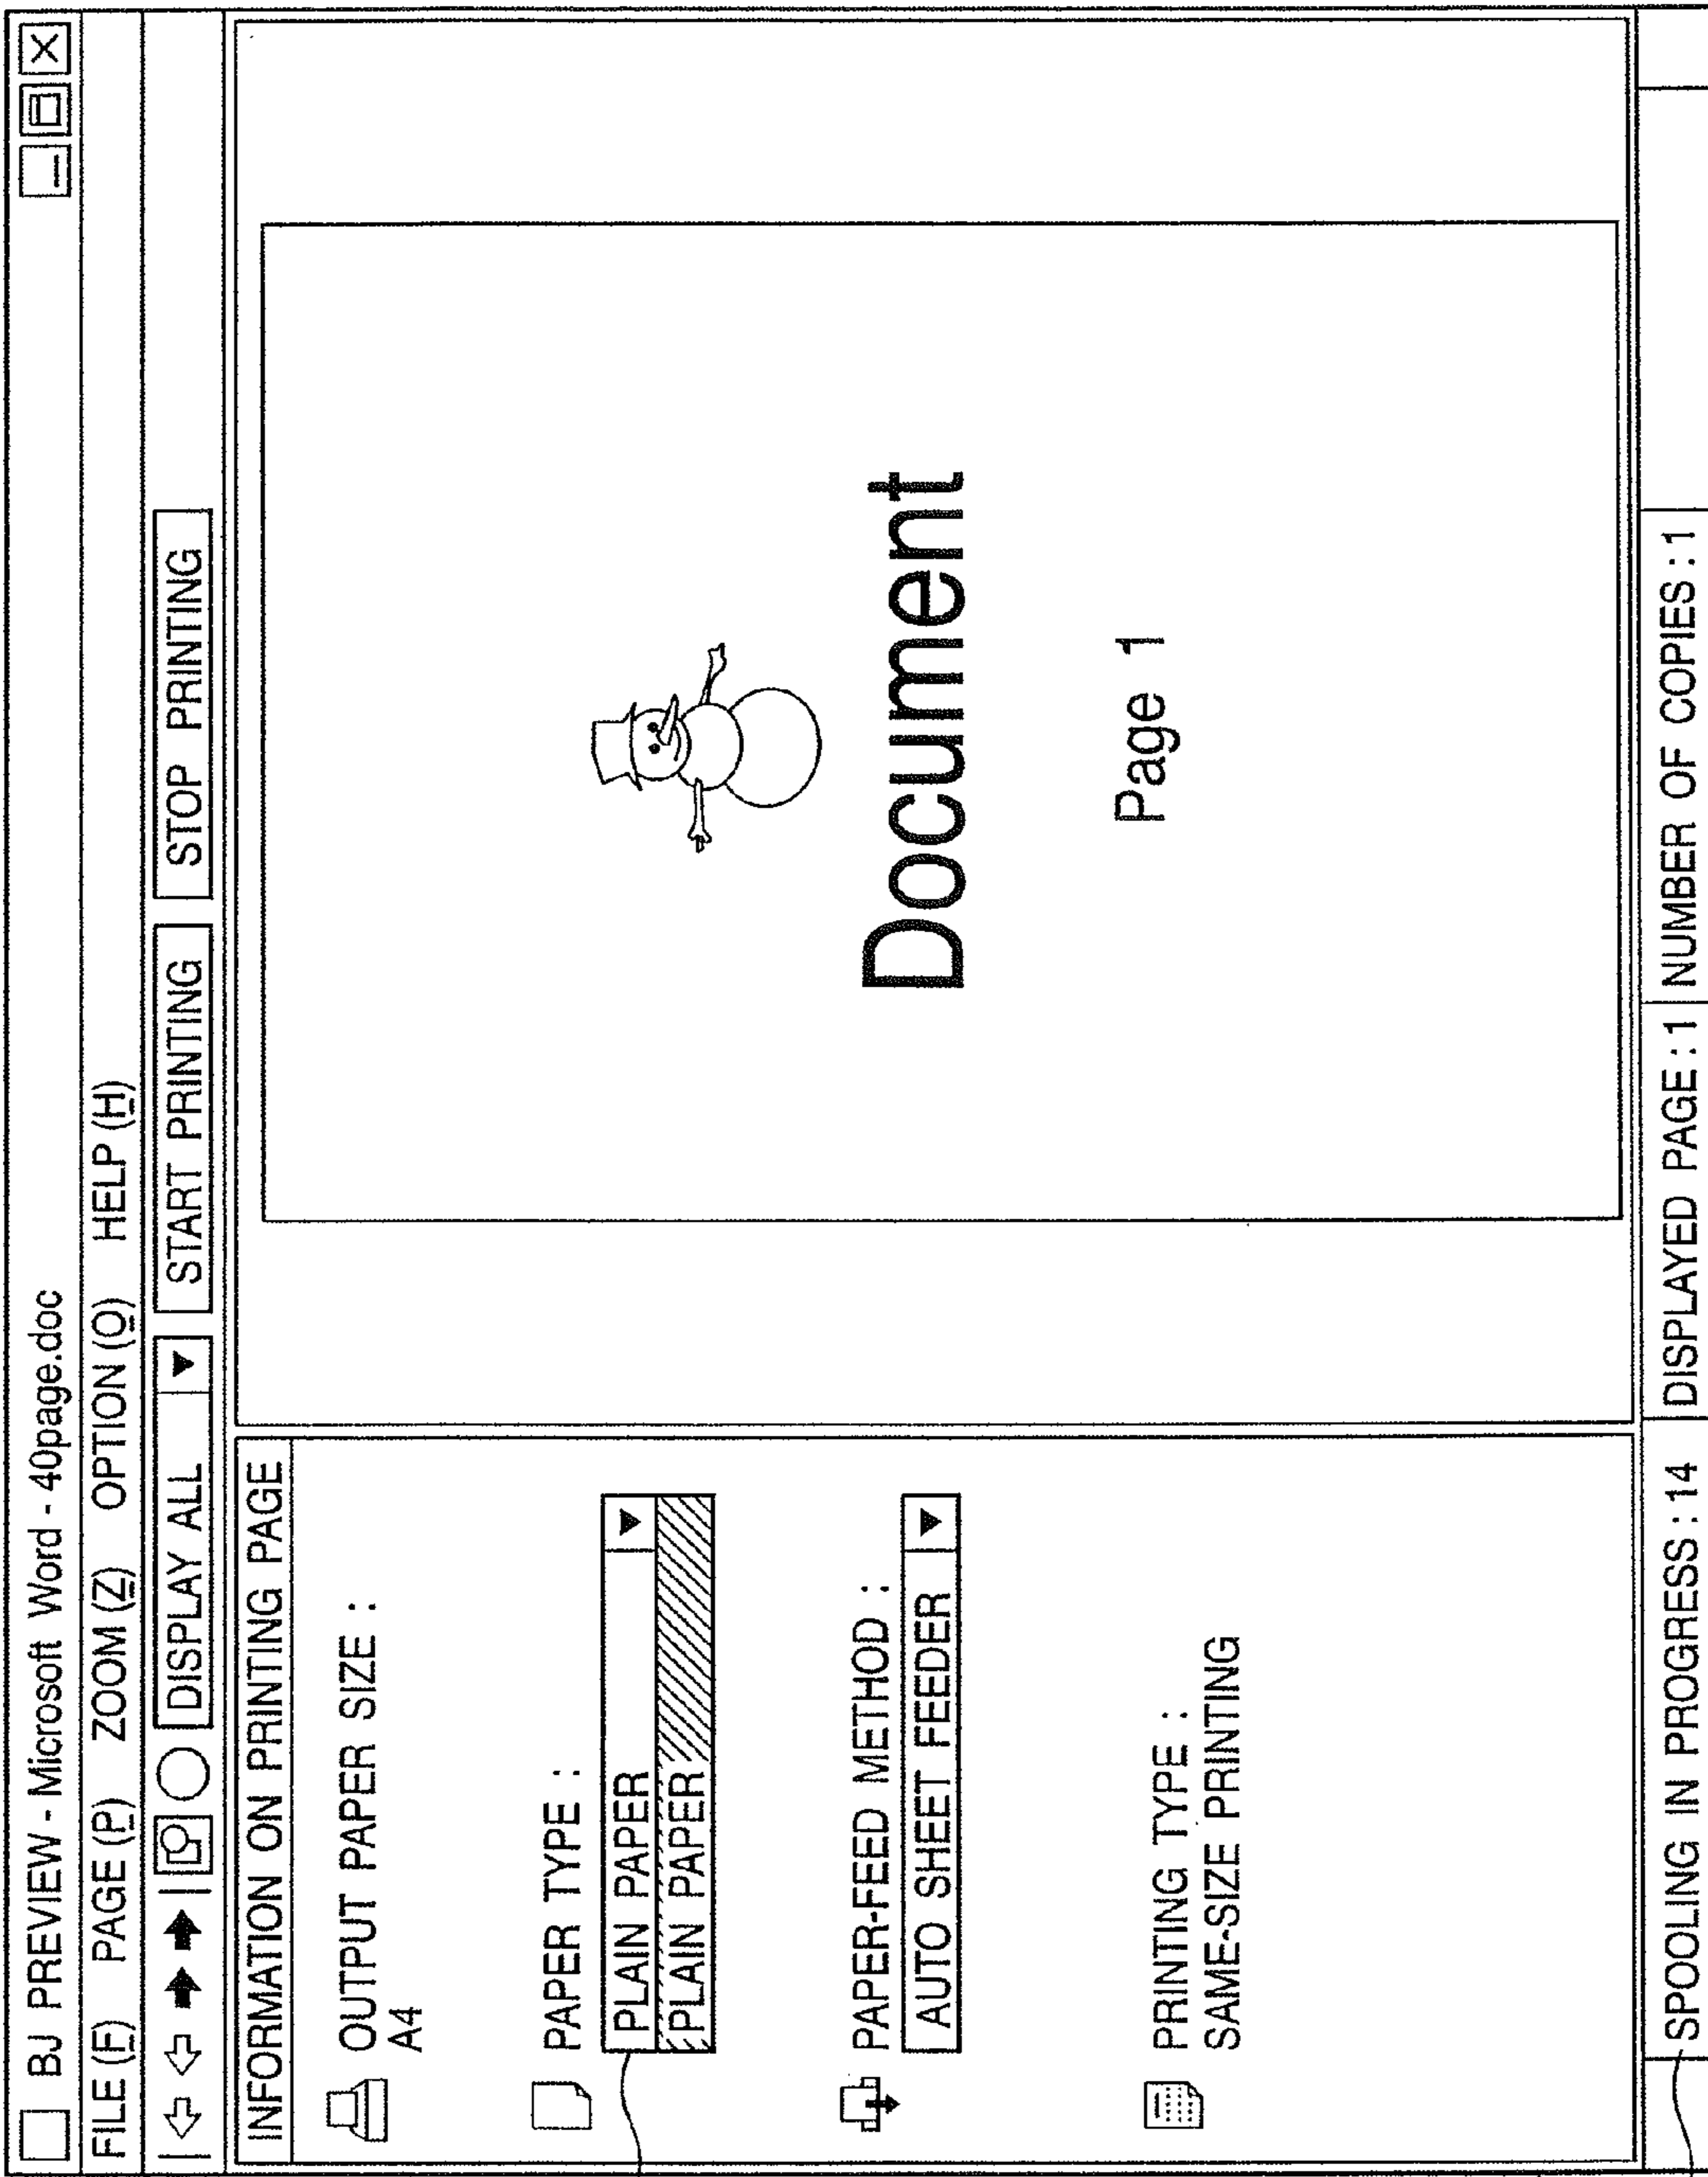 BJ PREVIEW - Microsoft Word - 40page.doc
FILE (F) PAGE (P) ZOOM (Z) OPTION (O) HELP (H)
DISPLAY ALL START PRINTING STOP PRINTING
INFORMATION ON PRINTING PAGE
OUTPUT PAPER SIZE :
A4
PAPER TYPE :
PLAIN PAPER
PLAIN PAPER
PAPER-FEED METHOD :
AUTO SHEET FEEDER
PRINTING TYPE :
SAME-SIZE PRINTING
Document
Page 1
SPOOLING IN PROGRESS : 14 DISPLAYED PAGE : 1 NUMBER OF COPIES : 1